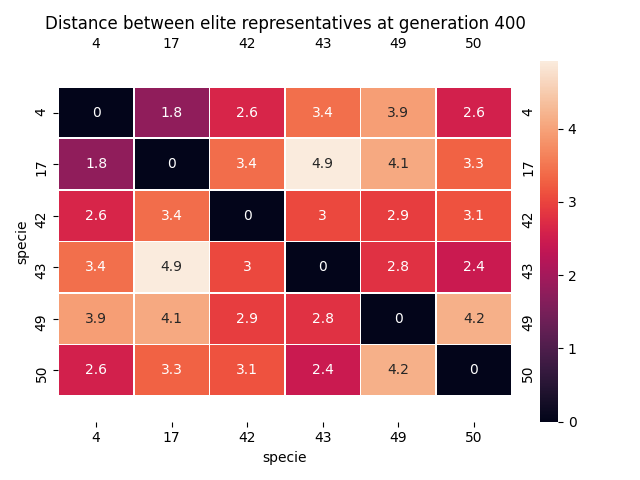 Distance between elite representatives at generation 400
4 17 42 43 49 50
4 0 1.8 2.6 3.4 3.9 2.6 4
17 1.8 0 3.4 4.9 4.1 3.3 17
42 2.6 3.4 0 3 2.9 3.1 42
43 3.4 4.9 3 0 2.8 2.4 43
49 3.9 4.1 2.9 2.8 0 4.2 49
50 2.6 3.3 3.1 2.4 4.2 0 50
specie
4 17 42 43 49 50
specie
4
3
2
1
0